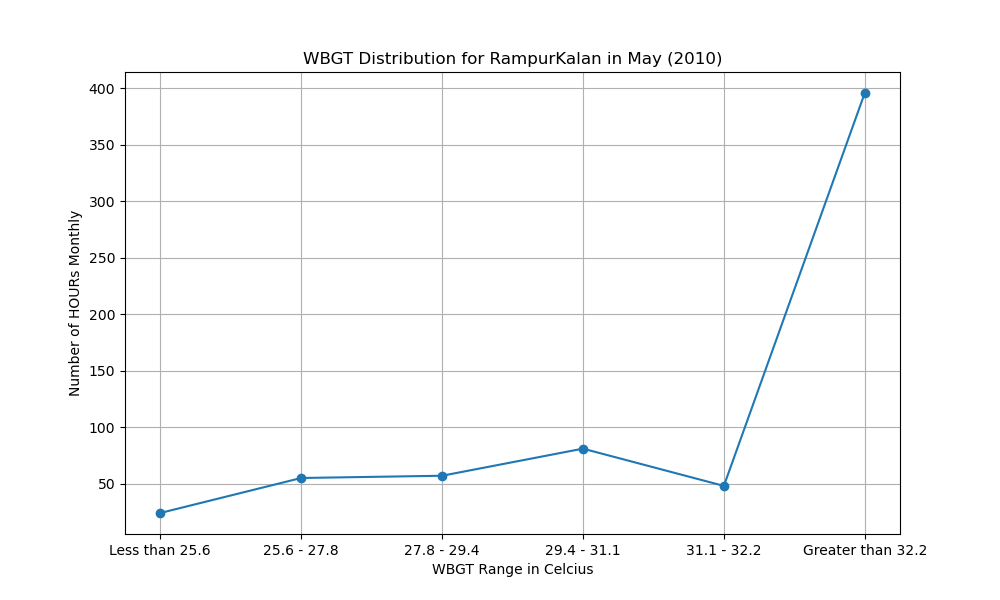 WBGT Distribution for RampurKalan in May (2010)
Number of HOURs Monthly
400
350
300
250
200
150
100
50
Less than 25.6
25.6 - 27.8
27.8 - 29.4
29.4 - 31.1
31.1 - 32.2
Greater than 32.2
WBGT Range in Celcius